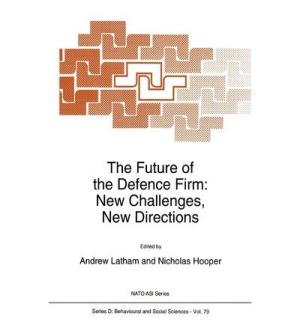 The Future of
the Defence Firm:
New Challenges,
New Directions
Edited by
Andrew Latham and Nicholas Hooper
NATO ASI Series
Series D: Behavioural and Social Sciences - Vol. 79